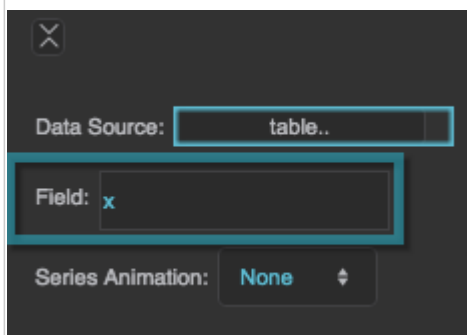 Data Source: table..
Field: x
Series Animation: None